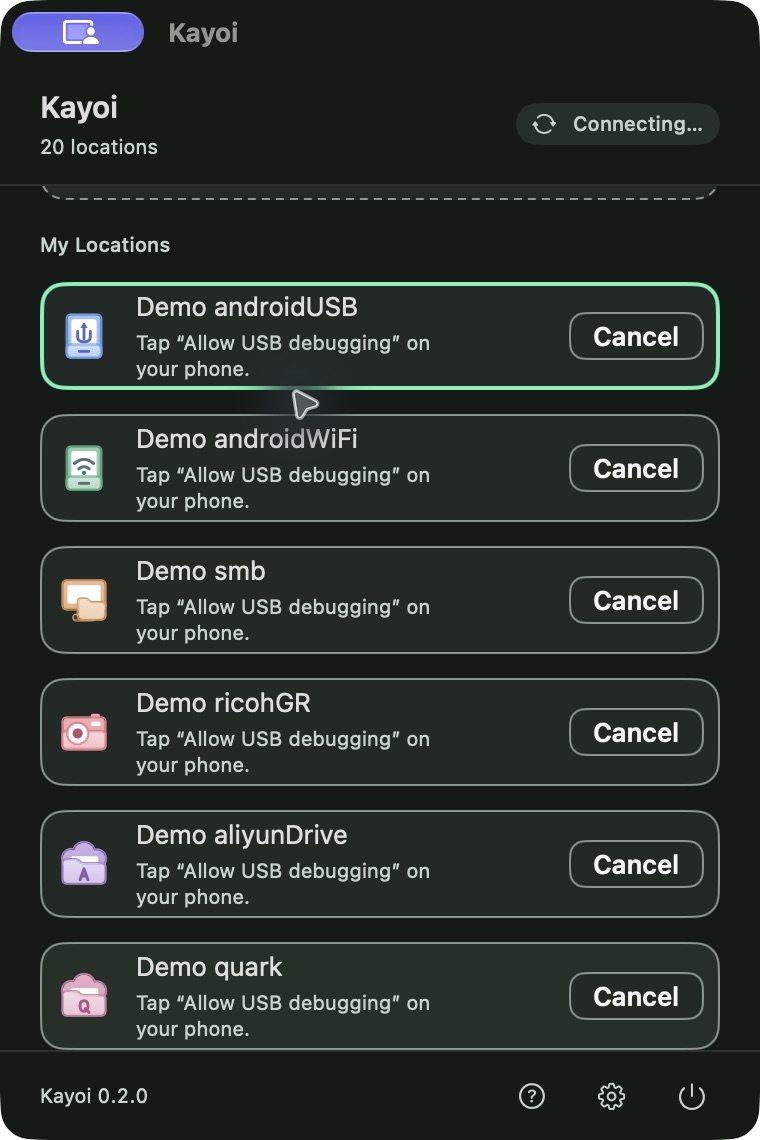 Kayoi
Kayoi
20 locations
Connecting…
My Locations
Demo androidUSB
Tap “Allow USB debugging” on
your phone.
Cancel
Demo androidWiFi
Tap “Allow USB debugging” on
your phone.
Cancel
Demo smb
Tap “Allow USB debugging” on
your phone.
Cancel
Demo ricohGR
Tap “Allow USB debugging” on
your phone.
Cancel
A
Demo aliyunDrive
Tap “Allow USB debugging” on
your phone.
Cancel
Q
Demo quark
Tap “Allow USB debugging” on
your phone.
Cancel
Kayoi 0.2.0
?